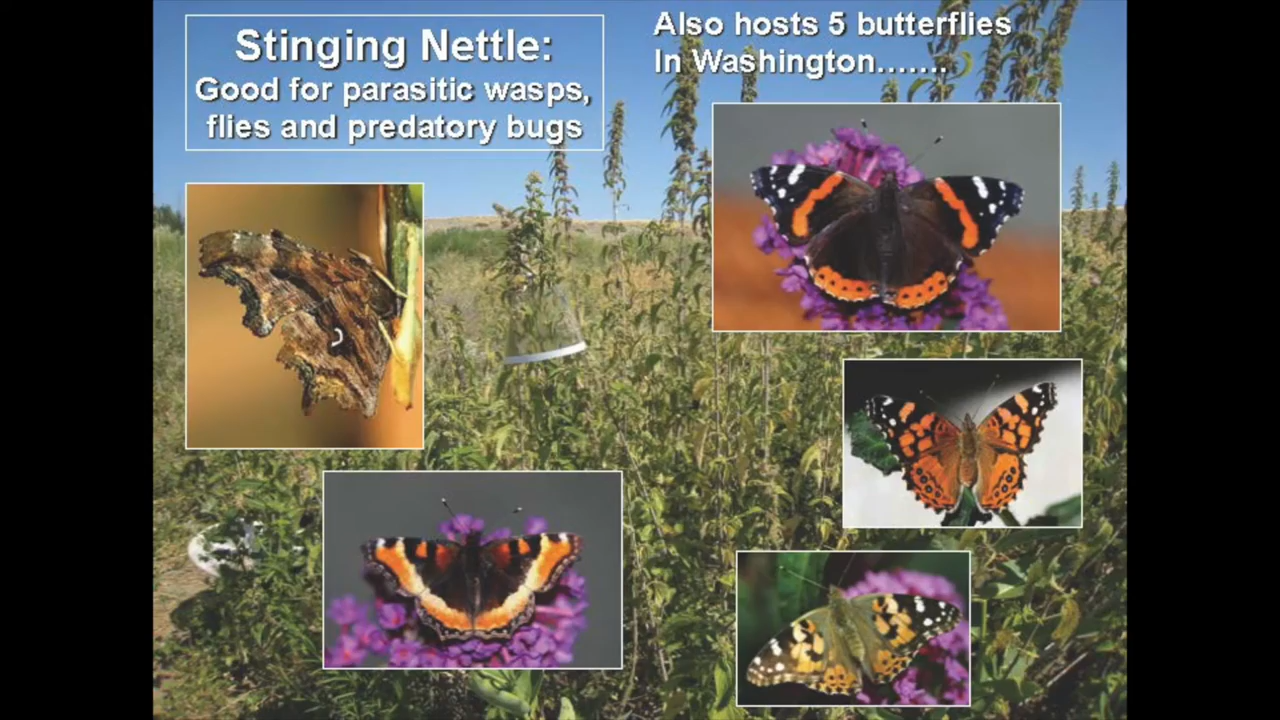 Stinging Nettle:
Good for parasitic wasps,
flies and predatory bugs
Also hosts 5 butterflies
In Washington…….